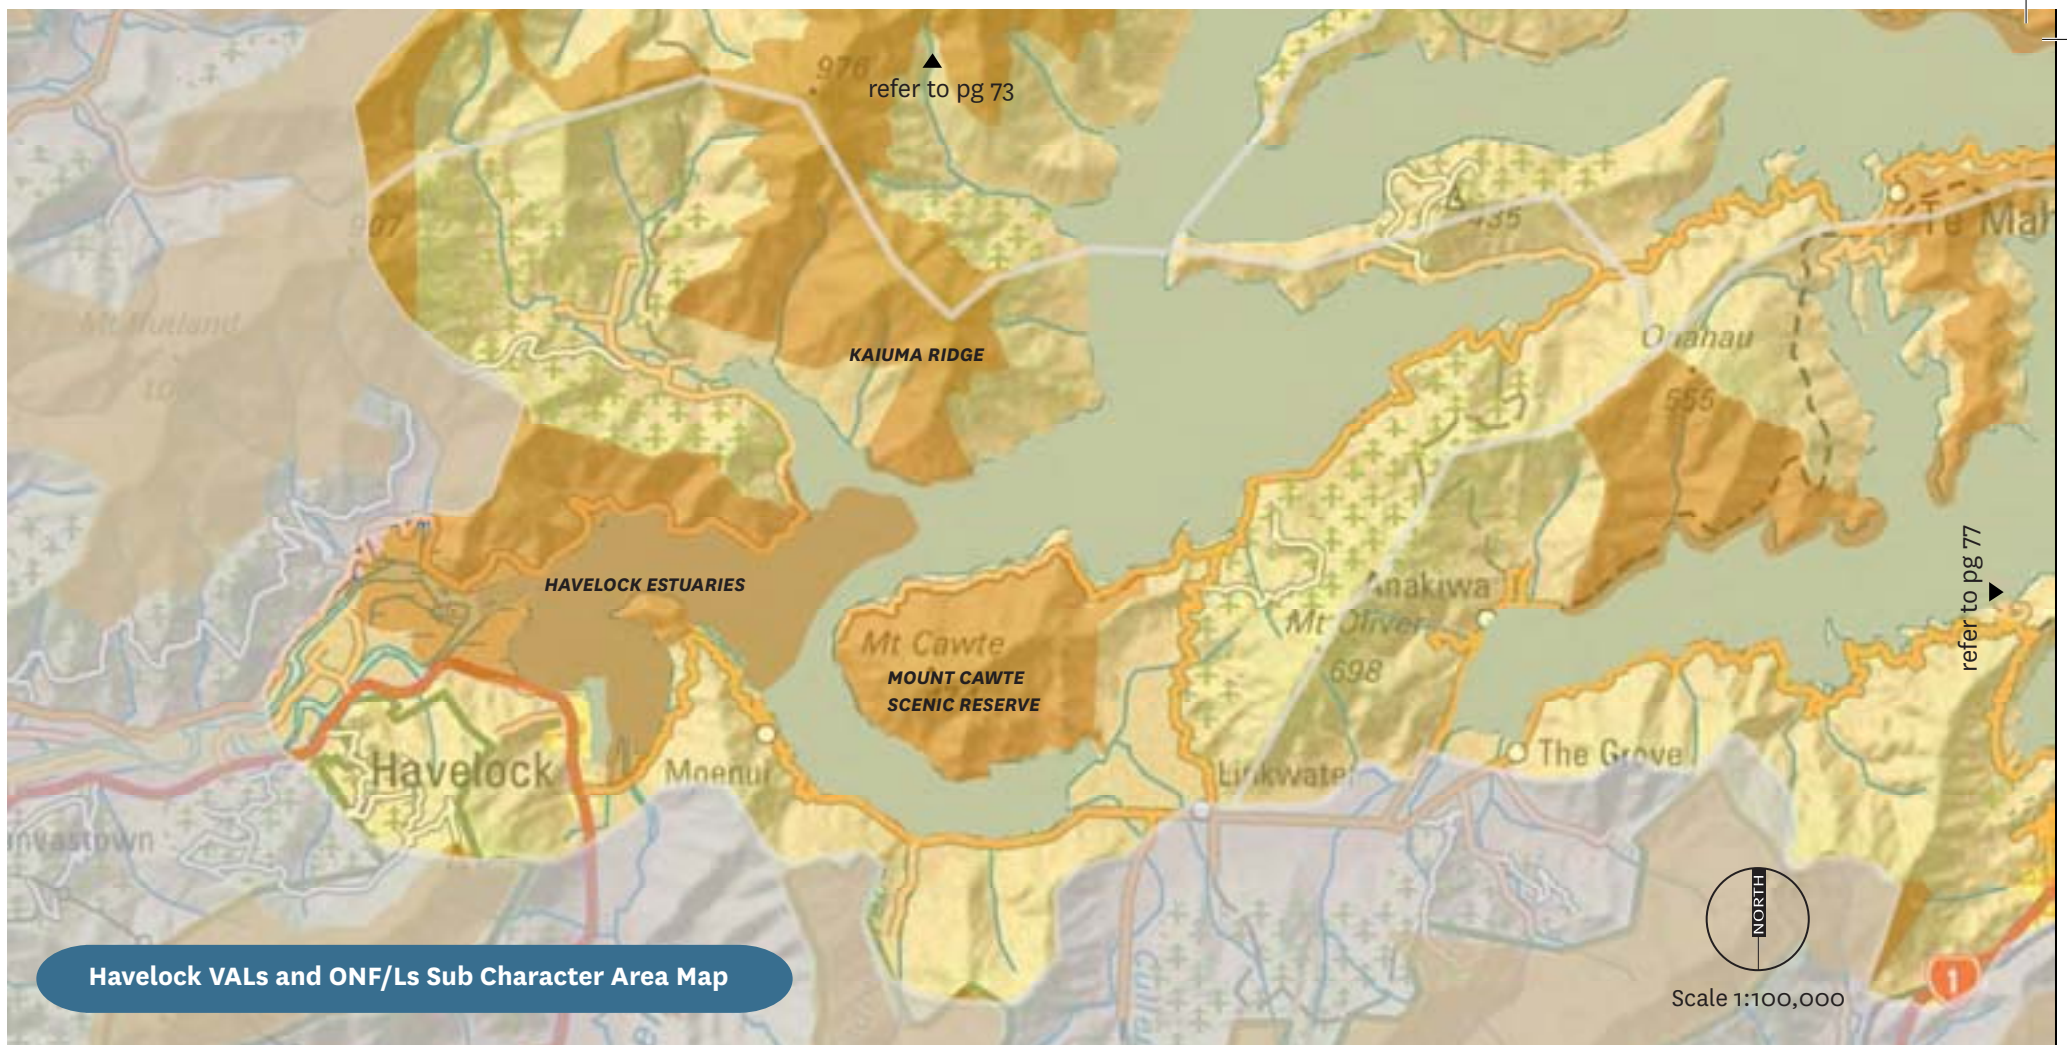 976
refer to pg 73
907
435
Te Mah
Mt Rutland
Onahau
KAIUMA RIDGE
555
HAVELOCK ESTUARIES
Anakiwa
Mt Oliver
refer to pg 77
Mt Cawte
698
MOUNT CAWTE
SCENIC RESERVE
Havelock
Moenui
Linkwater
The Grove
nvastown
NORTH
Havelock VALs and ONF/Ls Sub Character Area Map
1
Scale 1:100,000